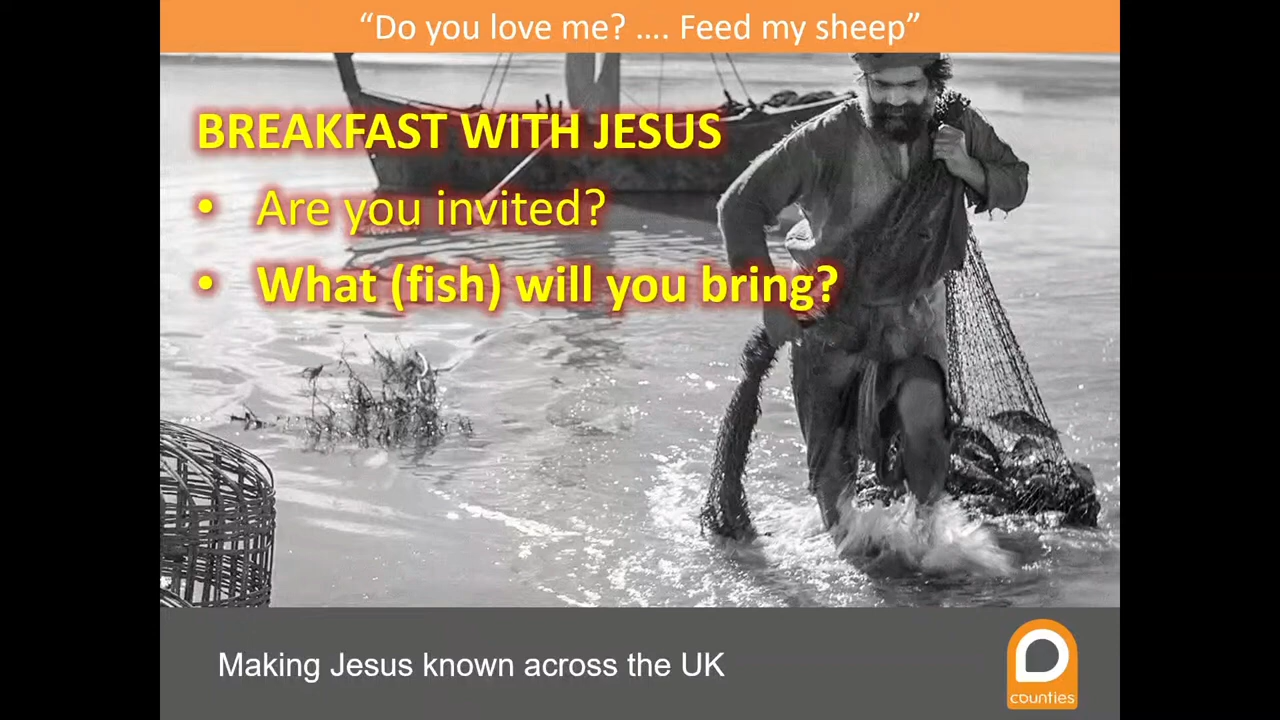 “Do you love me? .... Feed my sheep”
BREAKFAST WITH JESUS
• Are you invited?
• What (fish) will you bring?
Making Jesus known across the UK
counties